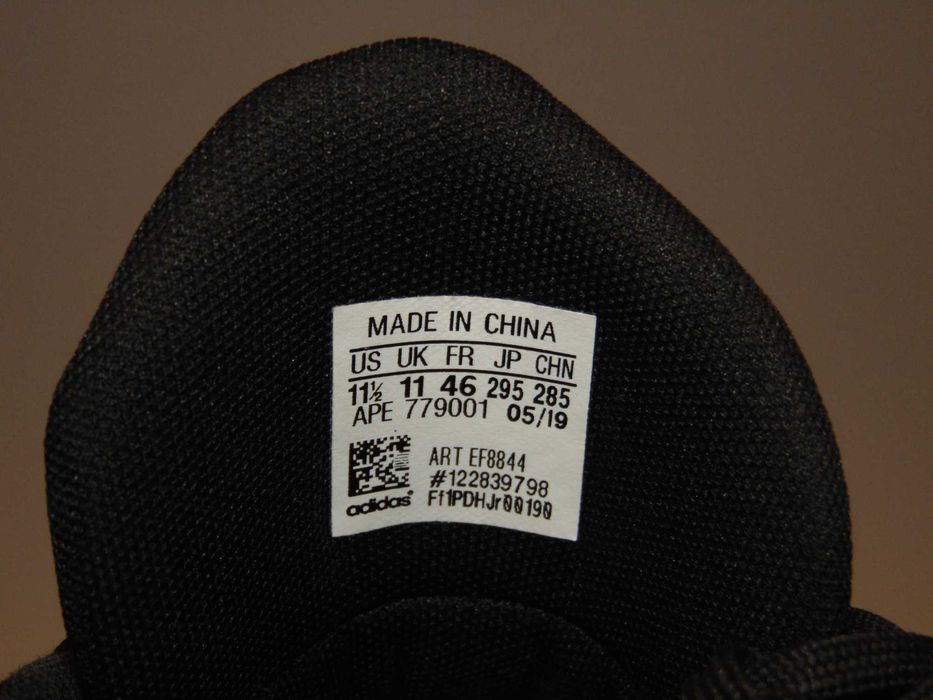 MADE IN CHINA
US UK FR JP CHN
11½ 11 46 295 285
APE 779001 05/19
ART EF8844
#122839798
Ff1PDHJr00190
adidas